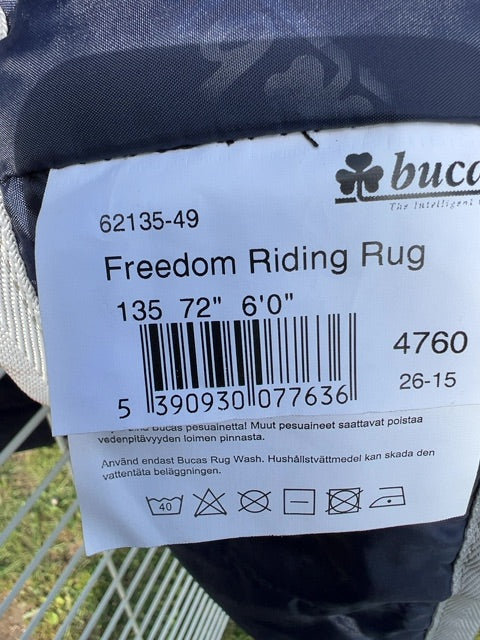 62135-49
Freedom Riding Rug
135 72" 6'0"
4760
26-15
5 390930 077636
Bucas pesuainetta! Muut pesuaineet saattavat poistaa
vedenpitävyyden loimen pinnasta.
Använd endast Bucas Rug Wash. Hushållstvättmedel kan skada den
vattentäta beläggningen.
40